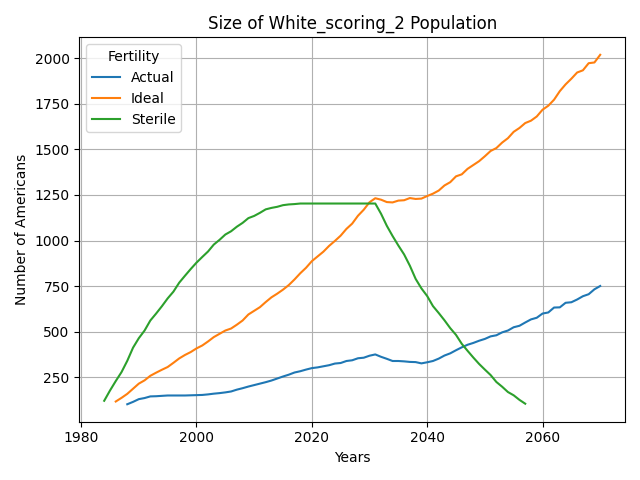 Size of White_scoring_2 Population
Number of Americans
2000
1750
1500
1250
1000
750
500
250
Fertility
Actual
Ideal
Sterile
1980
2000
2020
2040
2060
Years